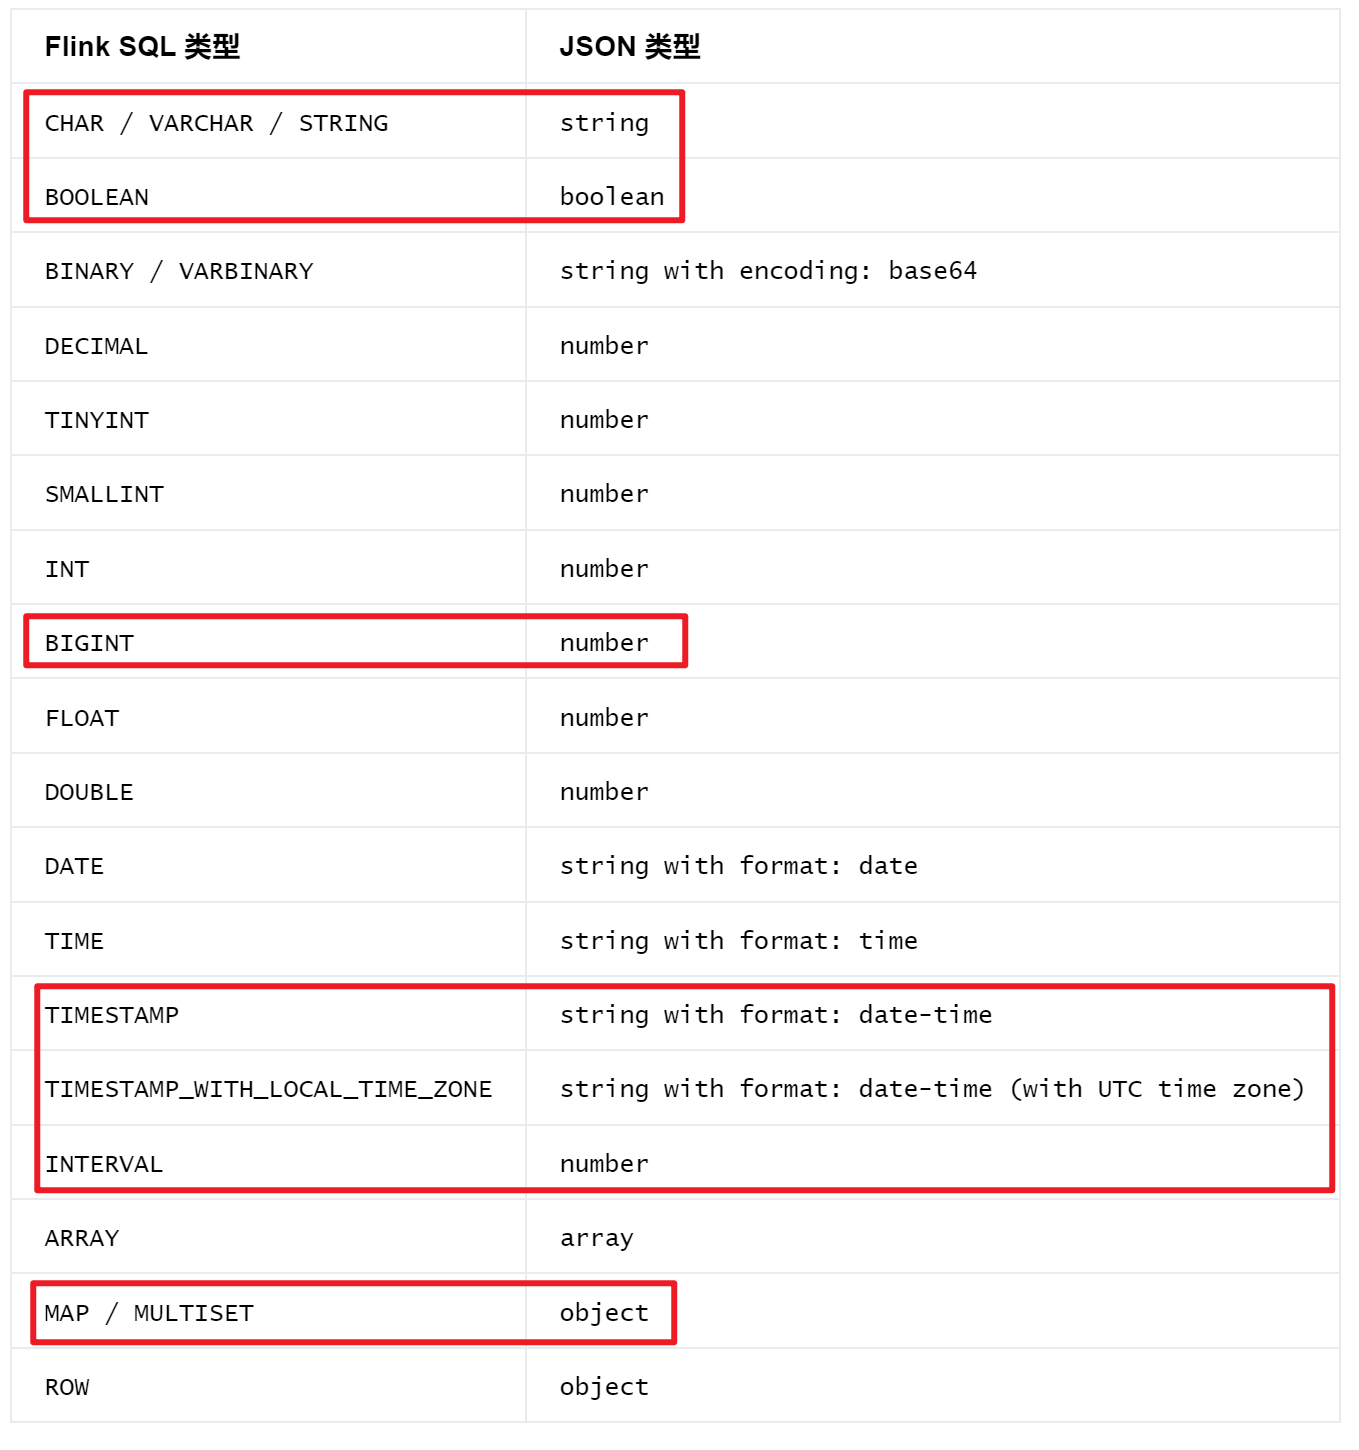 Flink SQL 类型 JSON 类型
CHAR / VARCHAR / STRING string
BOOLEAN boolean
BINARY / VARBINARY string with encoding: base64
DECIMAL number
TINYINT number
SMALLINT number
INT number
BIGINT number
FLOAT number
DOUBLE number
DATE string with format: date
TIME string with format: time
TIMESTAMP string with format: date-time
TIMESTAMP_WITH_LOCAL_TIME_ZONE string with format: date-time (with UTC time zone)
INTERVAL number
ARRAY array
MAP / MULTISET object
ROW object